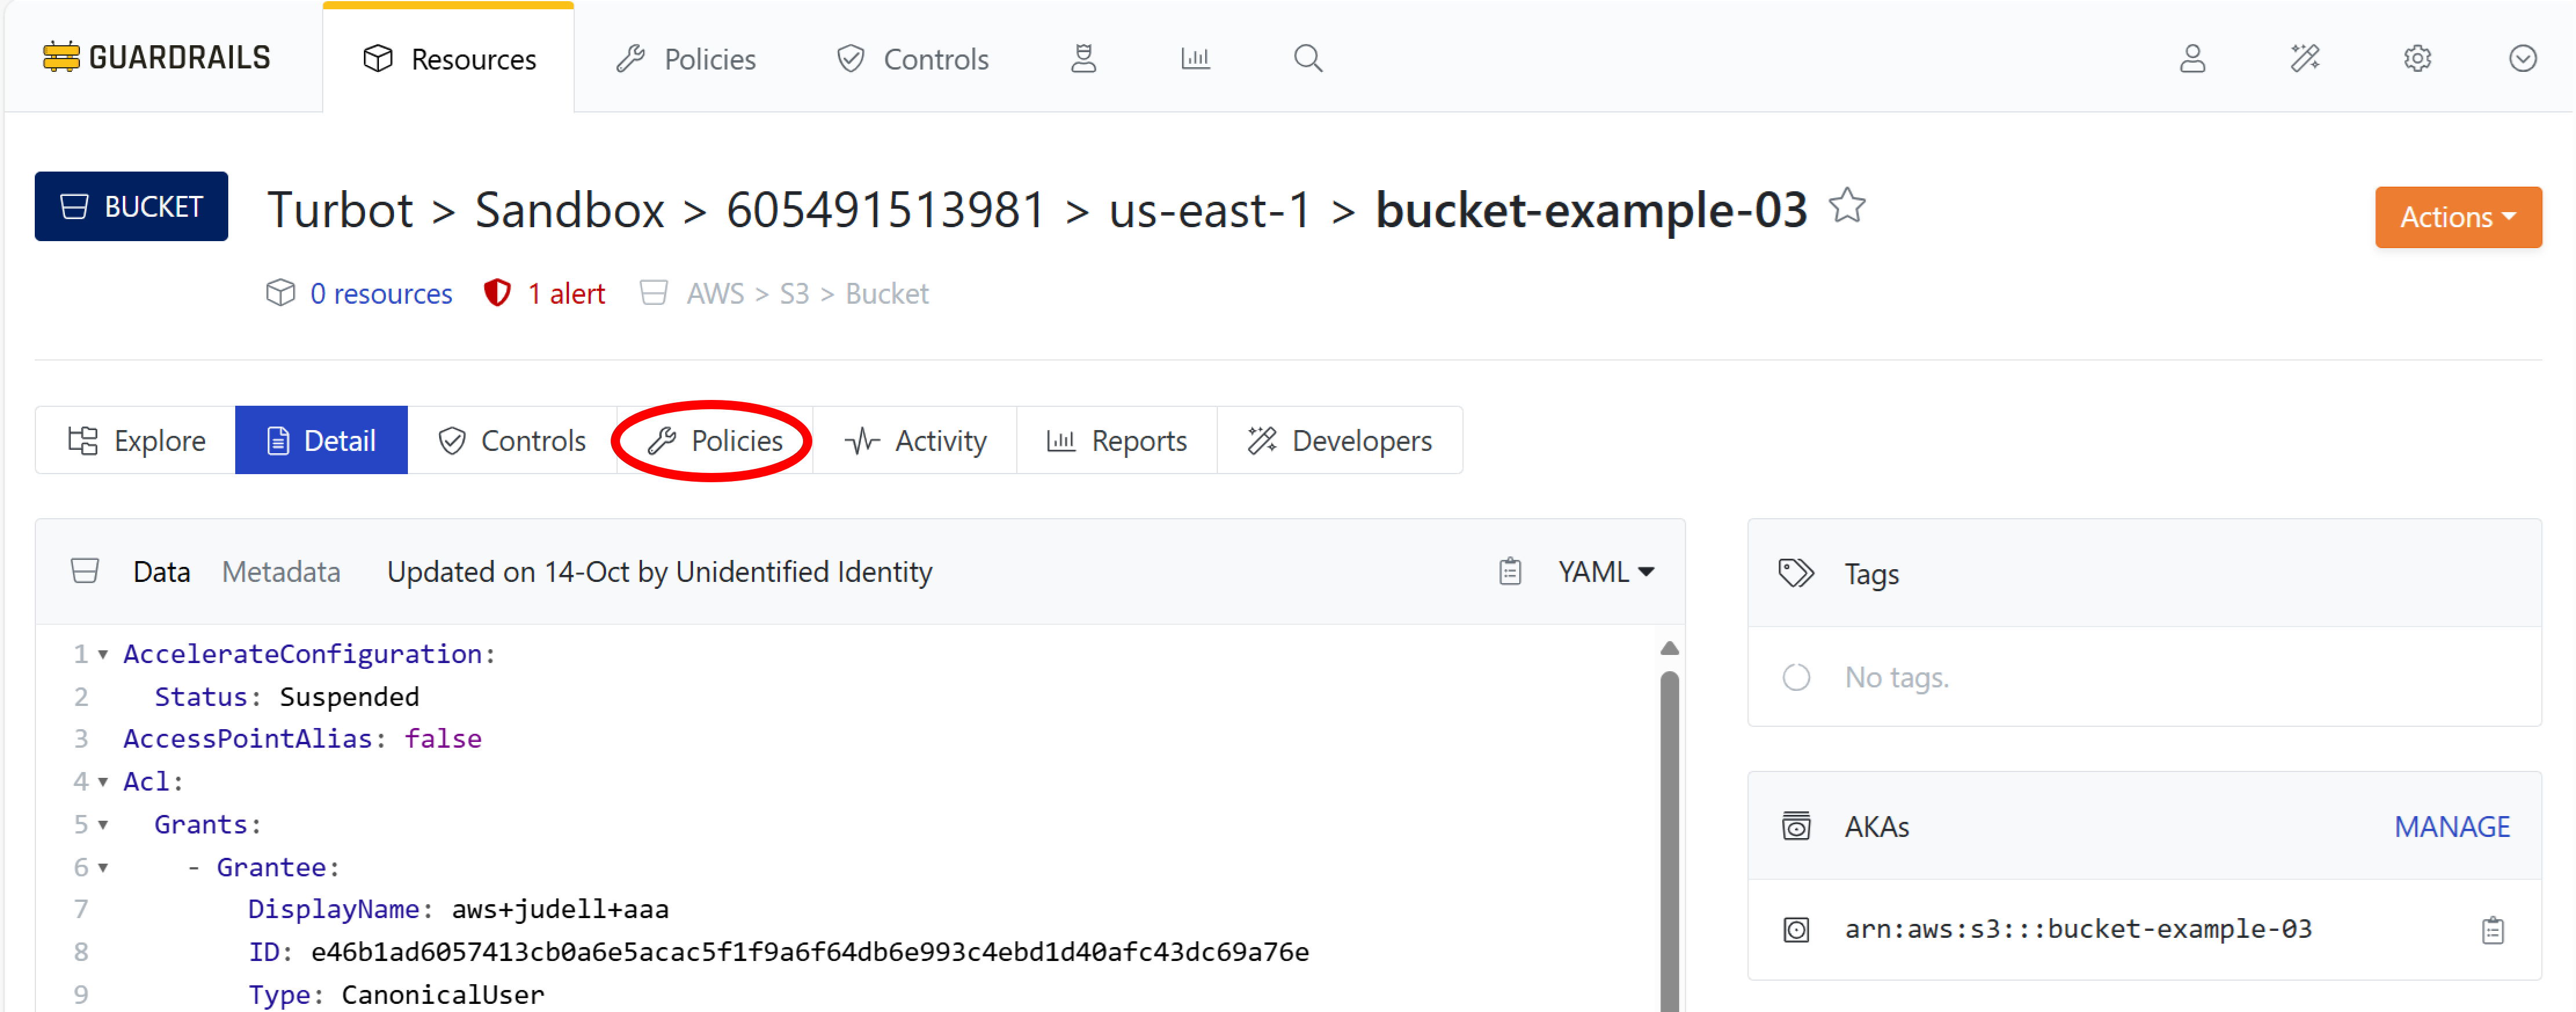 GUARDRAILS Resources Policies Controls
BUCKET Turbot > Sandbox > 605491513981 > us-east-1 > bucket-example-03 Actions
0 resources 1 alert AWS > S3 > Bucket
Explore Detail Controls Policies Activity Reports Developers
Data Metadata Updated on 14-Oct by Unidentified Identity YAML
1 AccelerateConfiguration:
2 Status: Suspended
3 AccessPointAlias: false
4 Acl:
5 Grants:
6 - Grantee:
7 DisplayName: aws+judell+aaa
8 ID: e46b1ad6057413cb0a6e5acac5f1f9a6f64db6e993c4ebd1d40afc43dc69a76e
9 Type: CanonicalUser
Tags
No tags.
AKAs MANAGE
arn:aws:s3:::bucket-example-03